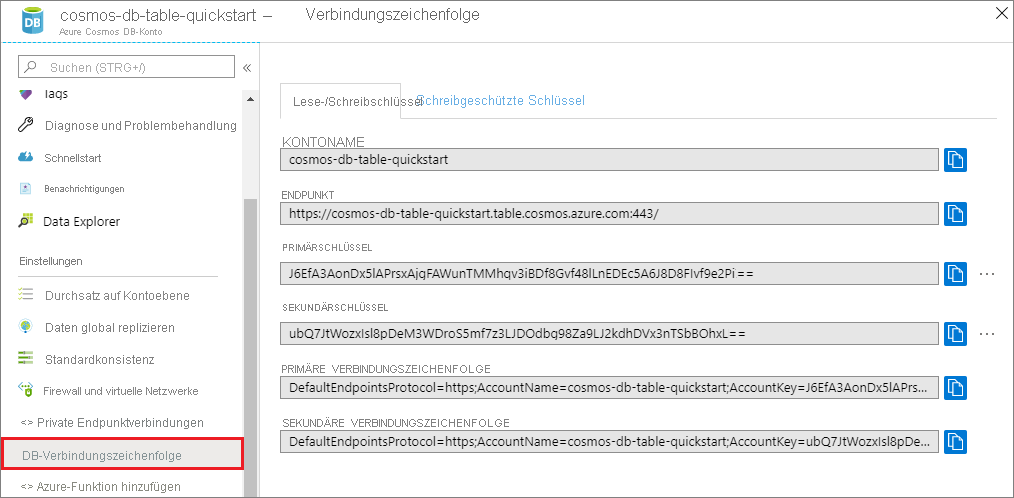 cosmos-db-table-quickstart – Verbindungszeichenfolge
Azure Cosmos DB-Konto
Suchen (STRG+/)
«
Tags
Diagnose und Problembehandlung
Schnellstart
Benachrichtigungen
Data Explorer
Einstellungen
Durchsatz auf Kontoebene
Daten global replizieren
Standardkonsistenz
Firewall und virtuelle Netzwerke
<> Private Endpunktverbindungen
DB-Verbindungszeichenfolge
<> Azure-Funktion hinzufügen
Lese-/Schreibschlüssel Schreibgeschützte Schlüssel
KONTONAME
cosmos-db-table-quickstart
ENDPUNKT
https://cosmos-db-table-quickstart.table.cosmos.azure.com:443/
PRIMÄRSCHLÜSSEL
J6EfA3AonDx5lAPrsxAjqFAWunTMMhqv3iBDf8Gvf48lLnEDEc5A6J8D8FIvf9e2Pi==
SEKUNDÄRSCHLÜSSEL
ubQ7JtWozxIsl8pDeM3WDroS5mf7z3LJDOdbq98Za9LJ2kdhDVx3nTSbBOhxL==
PRIMÄRE VERBINDUNGSZEICHENFOLGE
DefaultEndpointsProtocol=https;AccountName=cosmos-db-table-quickstart;AccountKey=J6EfA3AonDx5lAPrs...
SEKUNDÄRE VERBINDUNGSZEICHENFOLGE
DefaultEndpointsProtocol=https;AccountName=cosmos-db-table-quickstart;AccountKey=ubQ7JtWozxIsl8pDe...